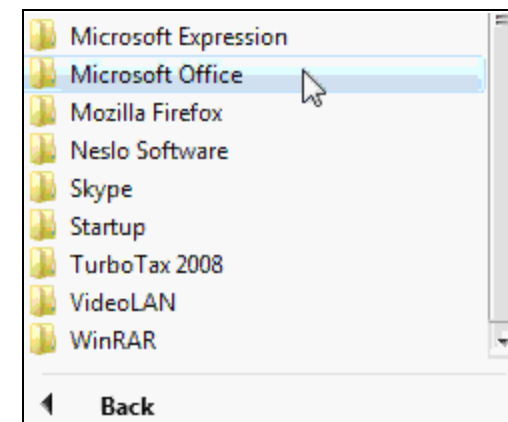 Microsoft Expression
Microsoft Office
Mozilla Firefox
Neslo Software
Skype
Startup
TurboTax 2008
VideoLAN
WinRAR
Back